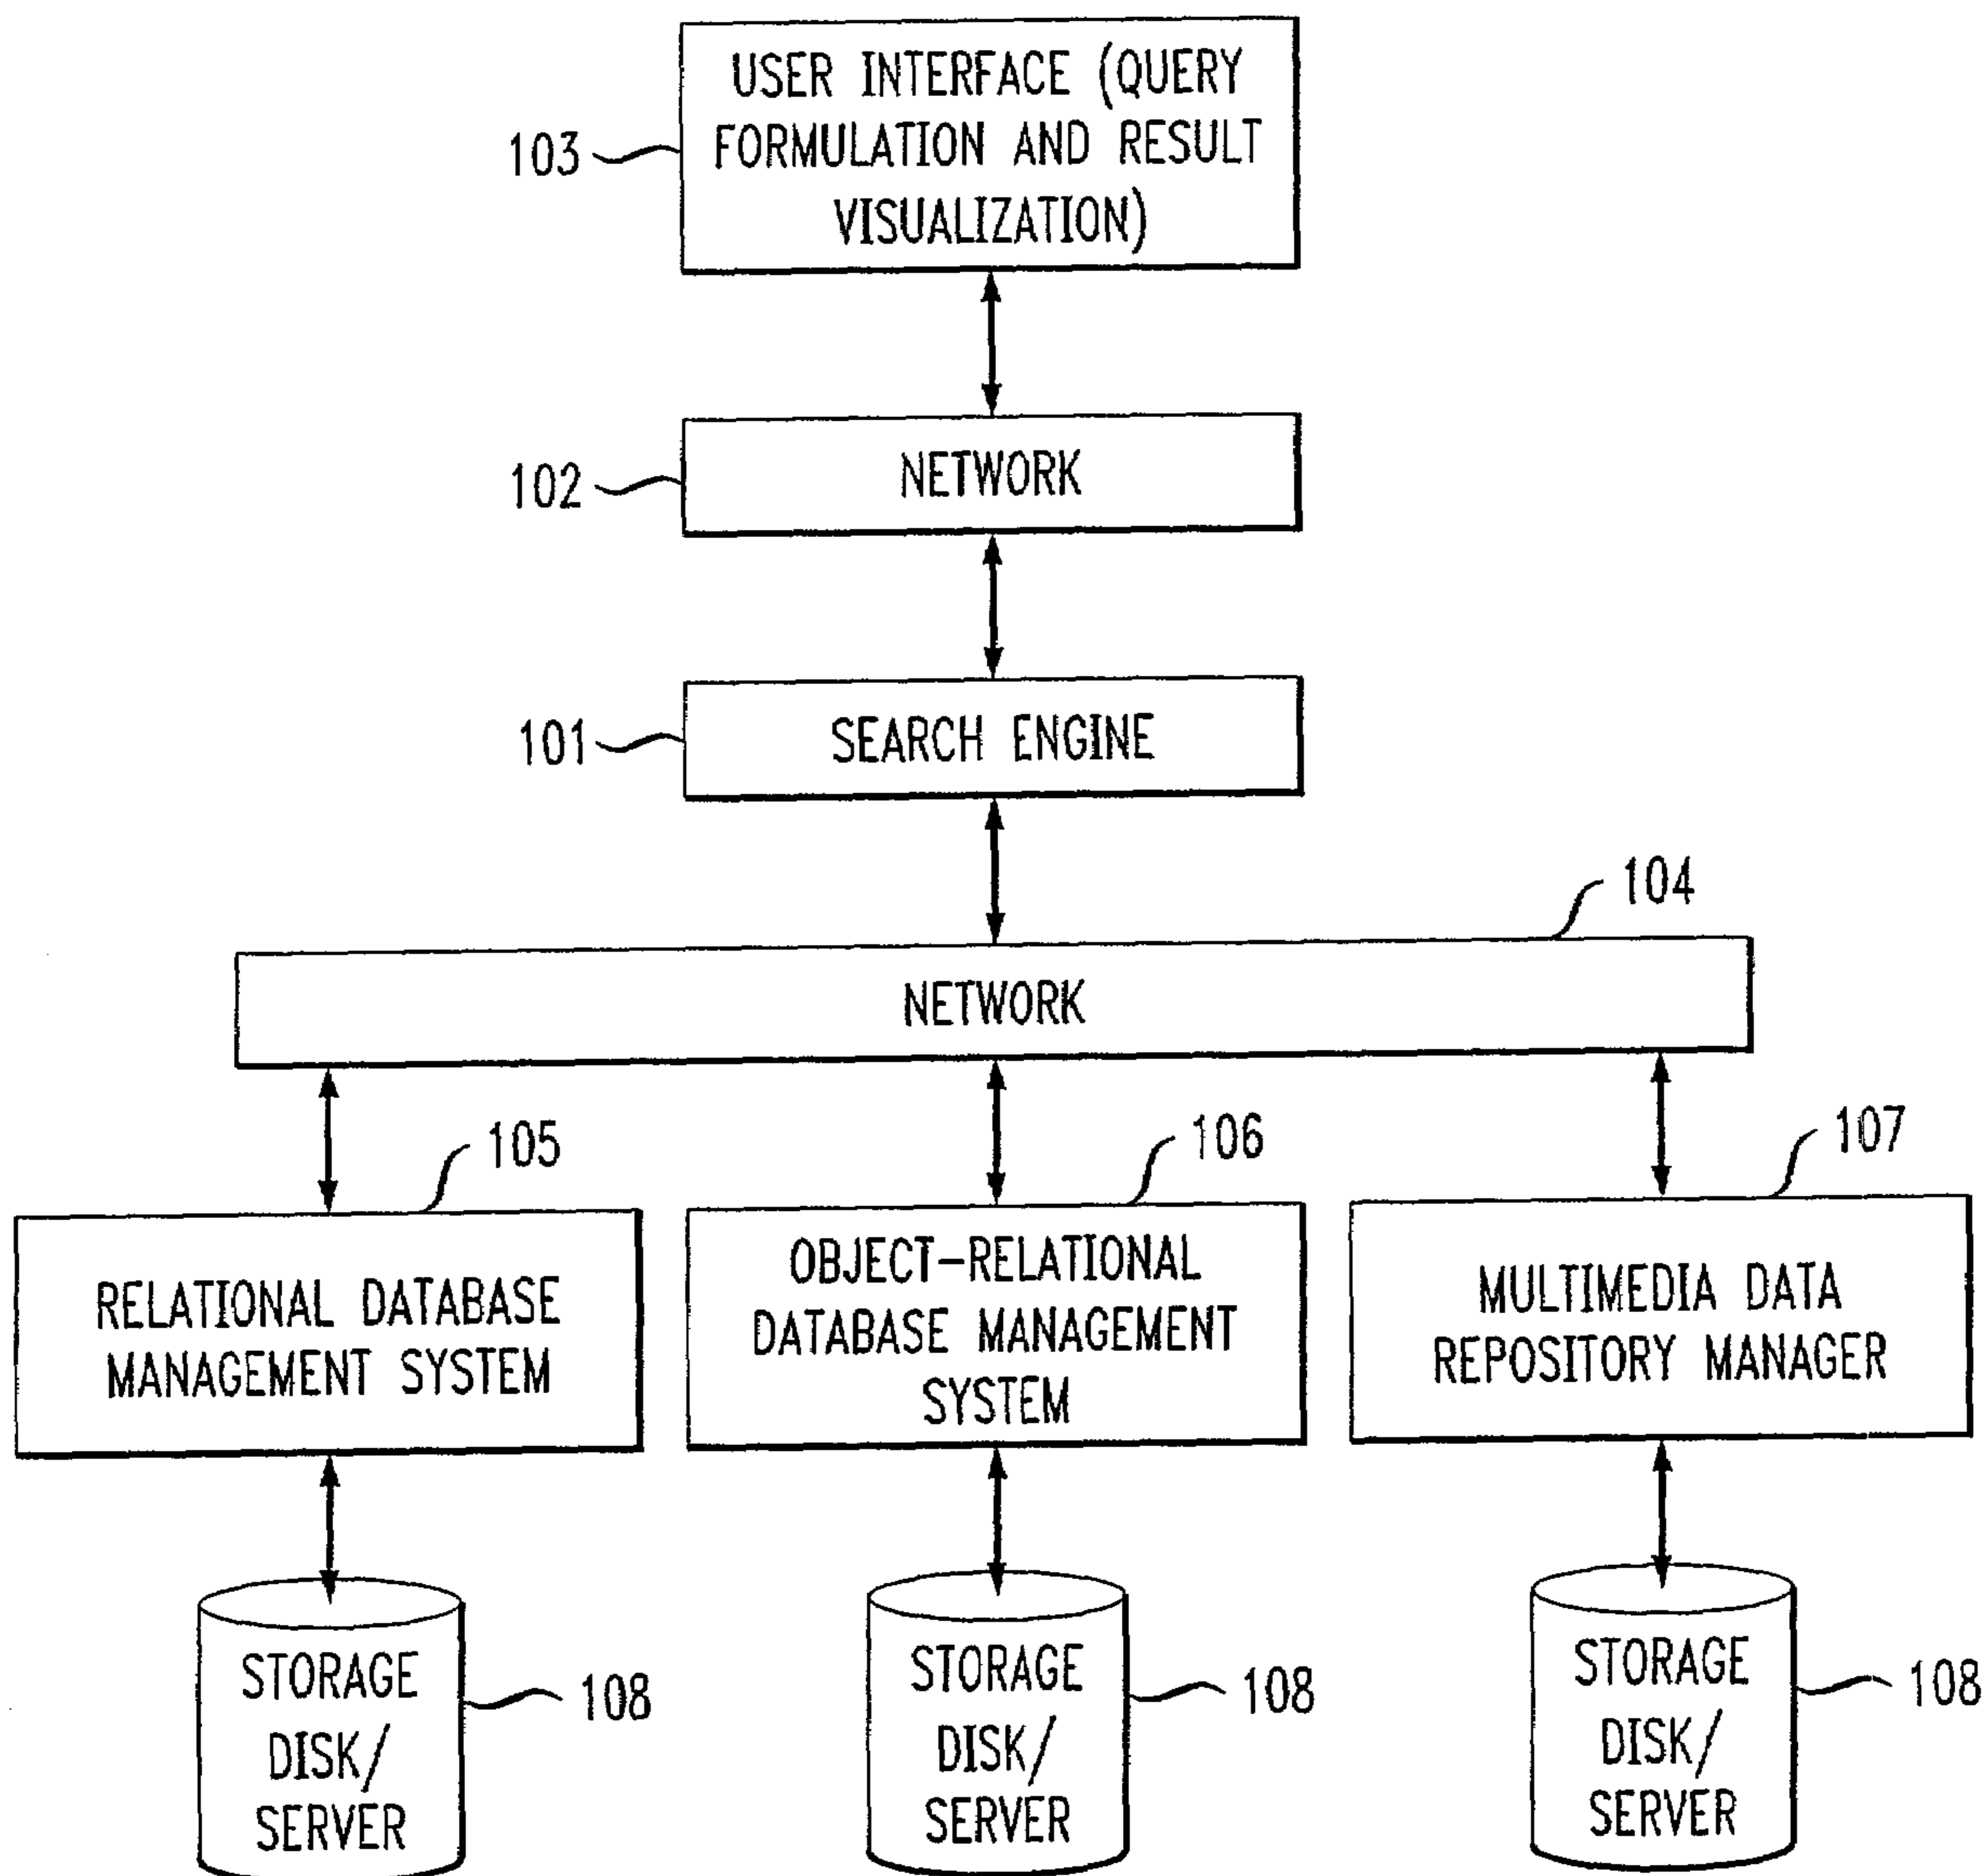 USER INTERFACE (QUERY
FORMULATION AND RESULT
VISUALIZATION)
103
NETWORK
102
SEARCH ENGINE
101
104
NETWORK
105
106
107
RELATIONAL DATABASE
MANAGEMENT SYSTEM
OBJECT-RELATIONAL
DATABASE MANAGEMENT
SYSTEM
MULTIMEDIA DATA
REPOSITORY MANAGER
STORAGE
DISK/
SERVER
108
STORAGE
DISK/
SERVER
108
STORAGE
DISK/
SERVER
108